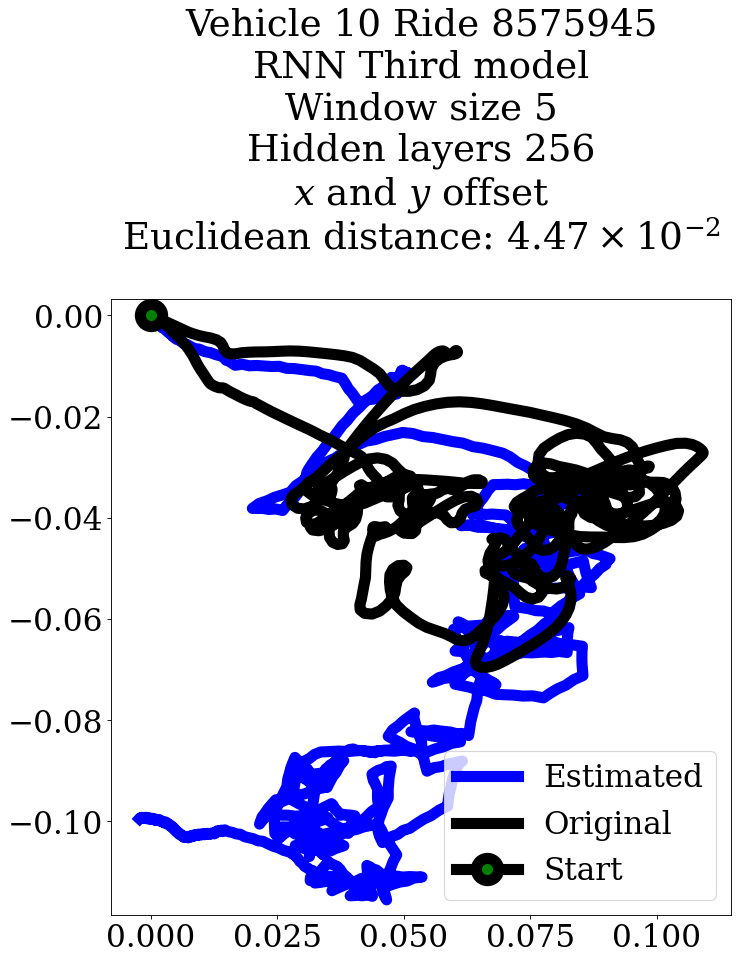 Vehicle 10 Ride 8575945
RNN Third model
Window size 5
Hidden layers 256
x and y offset
Euclidean distance: 4.47 × 10⁻²
0.00
−0.02
−0.04
−0.06
−0.08
−0.10
Estimated
Original
Start
0.000 0.025 0.050 0.075 0.100